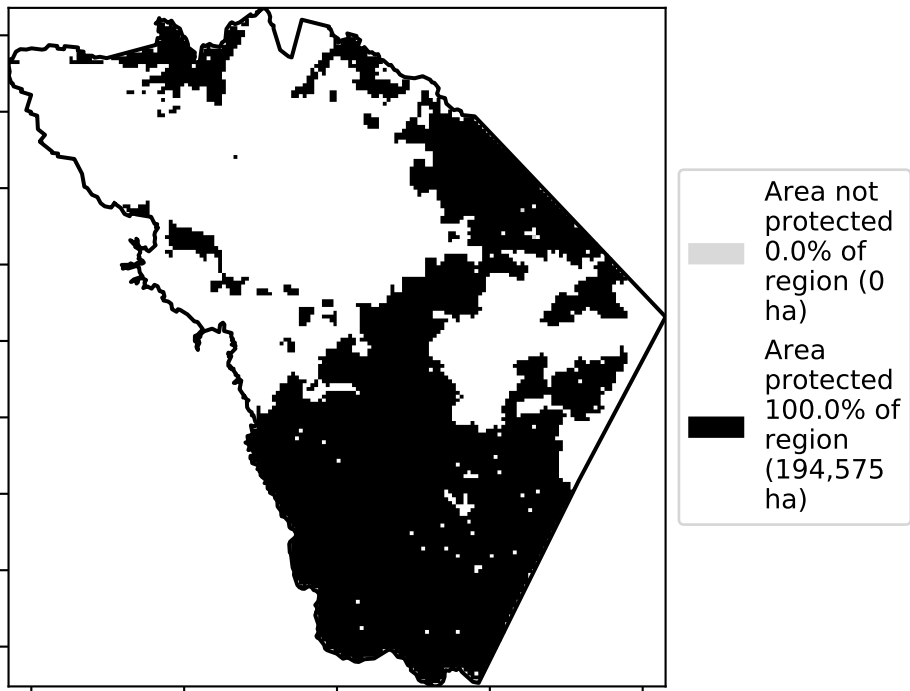 Area not
protected
0.0% of
region (0
ha)
Area
protected
100.0% of
region
(194,575
ha)